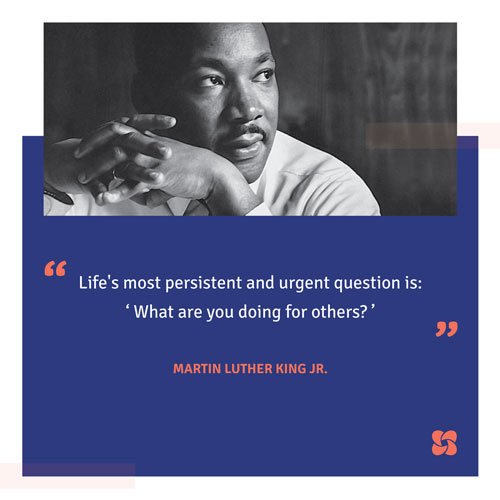 “
Life's most persistent and urgent question is:
‘ What are you doing for others? ’
”
MARTIN LUTHER KING JR.